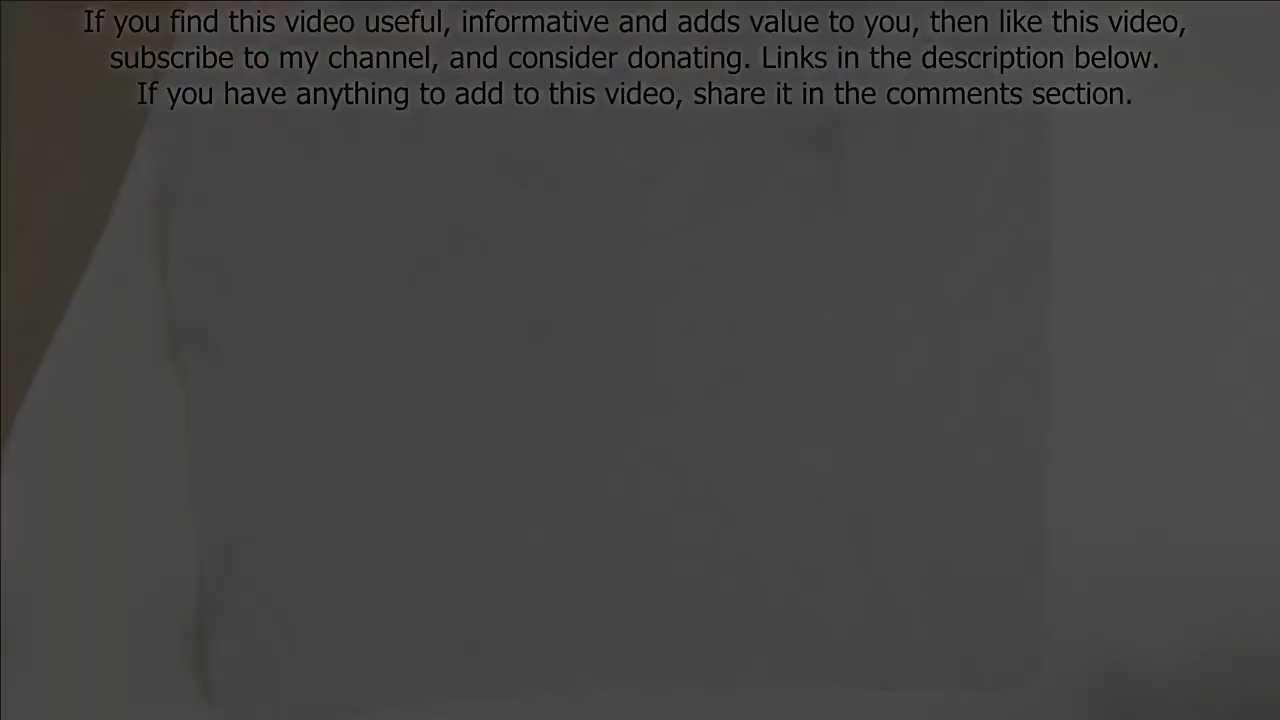 If you find this video useful, informative and adds value to you, then like this video,
subscribe to my channel, and consider donating. Links in the description below.
If you have anything to add to this video, share it in the comments section.